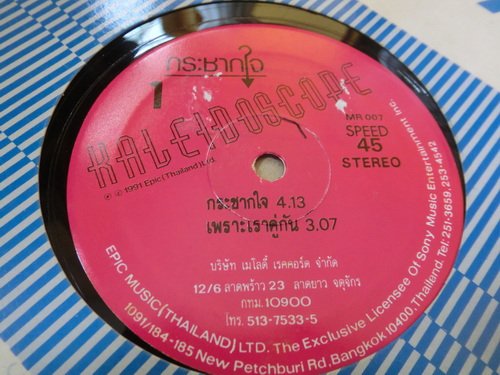 กระชากใจ
1
KALEIDOSCOPE
℗ © 1991 Epic (Thailand) Ltd.
MR 007
SPEED
45
STEREO
กระชากใจ 4.13
เพราะเราคู่กัน 3.07
บริษัท เมโลดี้ เรคคอร์ด จำกัด
12/6 ลาดพร้าว 23 ลาดยาว จตุจักร
กทม. 10900
โทร. 513-7533-5
EPIC MUSIC (THAILAND) LTD. The Exclusive Licensee Of Sony Music Entertainment Inc.
1091/184-185 New Petchburi Rd. Bangkok 10400. Thailand. Tel: 251-3659. 253-4542